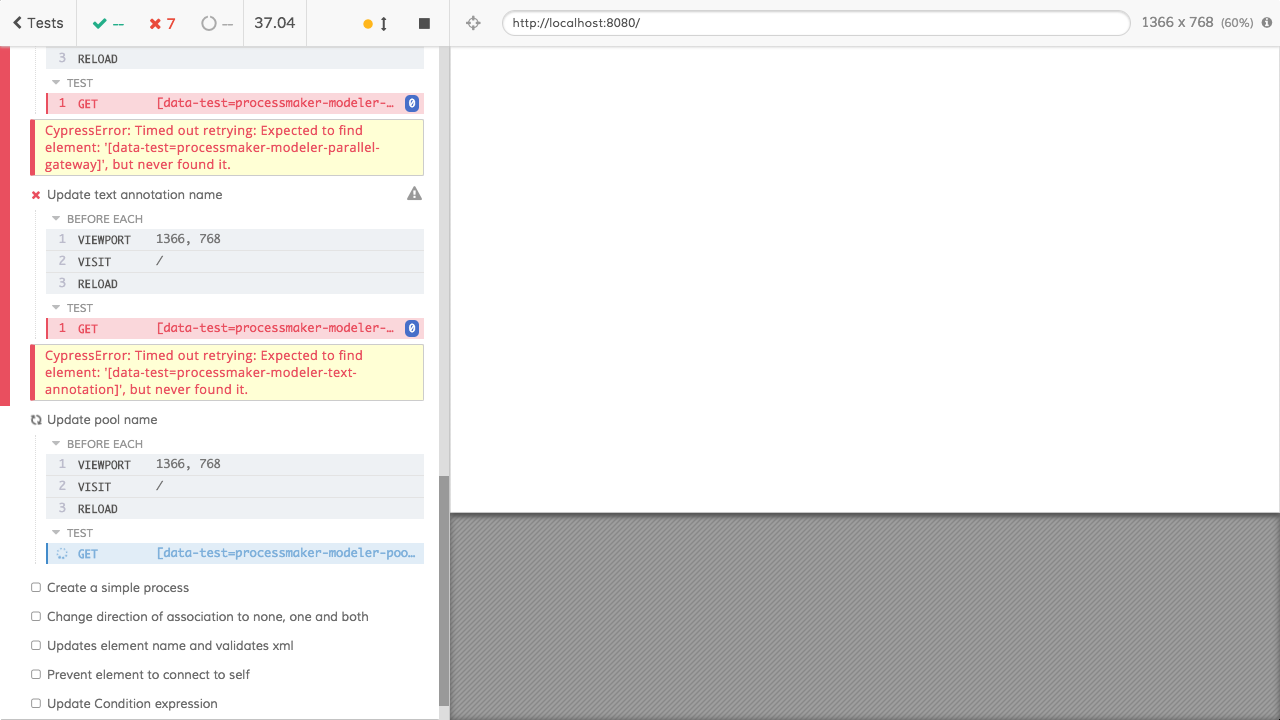 Tests
--
7
--
37.04
http://localhost:8080/
1366 x 768 (60%)
3 RELOAD
TEST
1 GET [data-test=processmaker-modeler-… 0
CypressError: Timed out retrying: Expected to find
element: '[data-test=processmaker-modeler-parallel-
gateway]', but never found it.
Update text annotation name
BEFORE EACH
1 VIEWPORT 1366, 768
2 VISIT /
3 RELOAD
TEST
1 GET [data-test=processmaker-modeler-… 0
CypressError: Timed out retrying: Expected to find
element: '[data-test=processmaker-modeler-text-
annotation]', but never found it.
Update pool name
BEFORE EACH
1 VIEWPORT 1366, 768
2 VISIT /
3 RELOAD
TEST
GET [data-test=processmaker-modeler-poo…
Create a simple process
Change direction of association to none, one and both
Updates element name and validates xml
Prevent element to connect to self
Update Condition expression